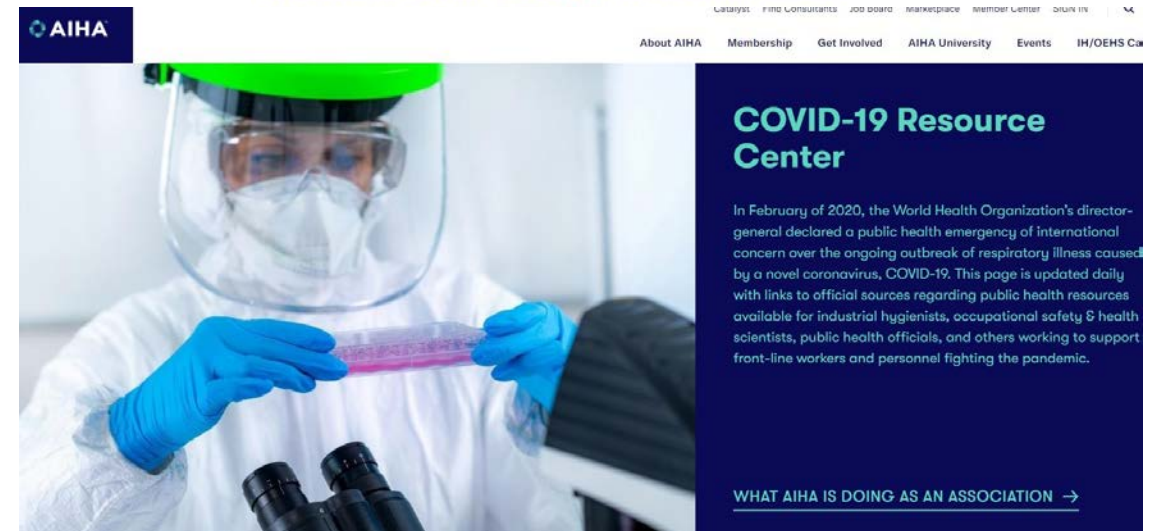 Catalyst Find Consultants Job Board Marketplace Member Center SIGN IN
AIHA
About AIHA Membership Get Involved AIHA University Events IH/OEHS Ca
COVID-19 Resource
Center
In February of 2020, the World Health Organization's director-
general declared a public health emergency of international
concern over the ongoing outbreak of respiratory illness caused
by a novel coronavirus, COVID-19. This page is updated daily
with links to official sources regarding public health resources
available for industrial hygienists, occupational safety & health
scientists, public health officials, and others working to support
front-line workers and personnel fighting the pandemic.
WHAT AIHA IS DOING AS AN ASSOCIATION →